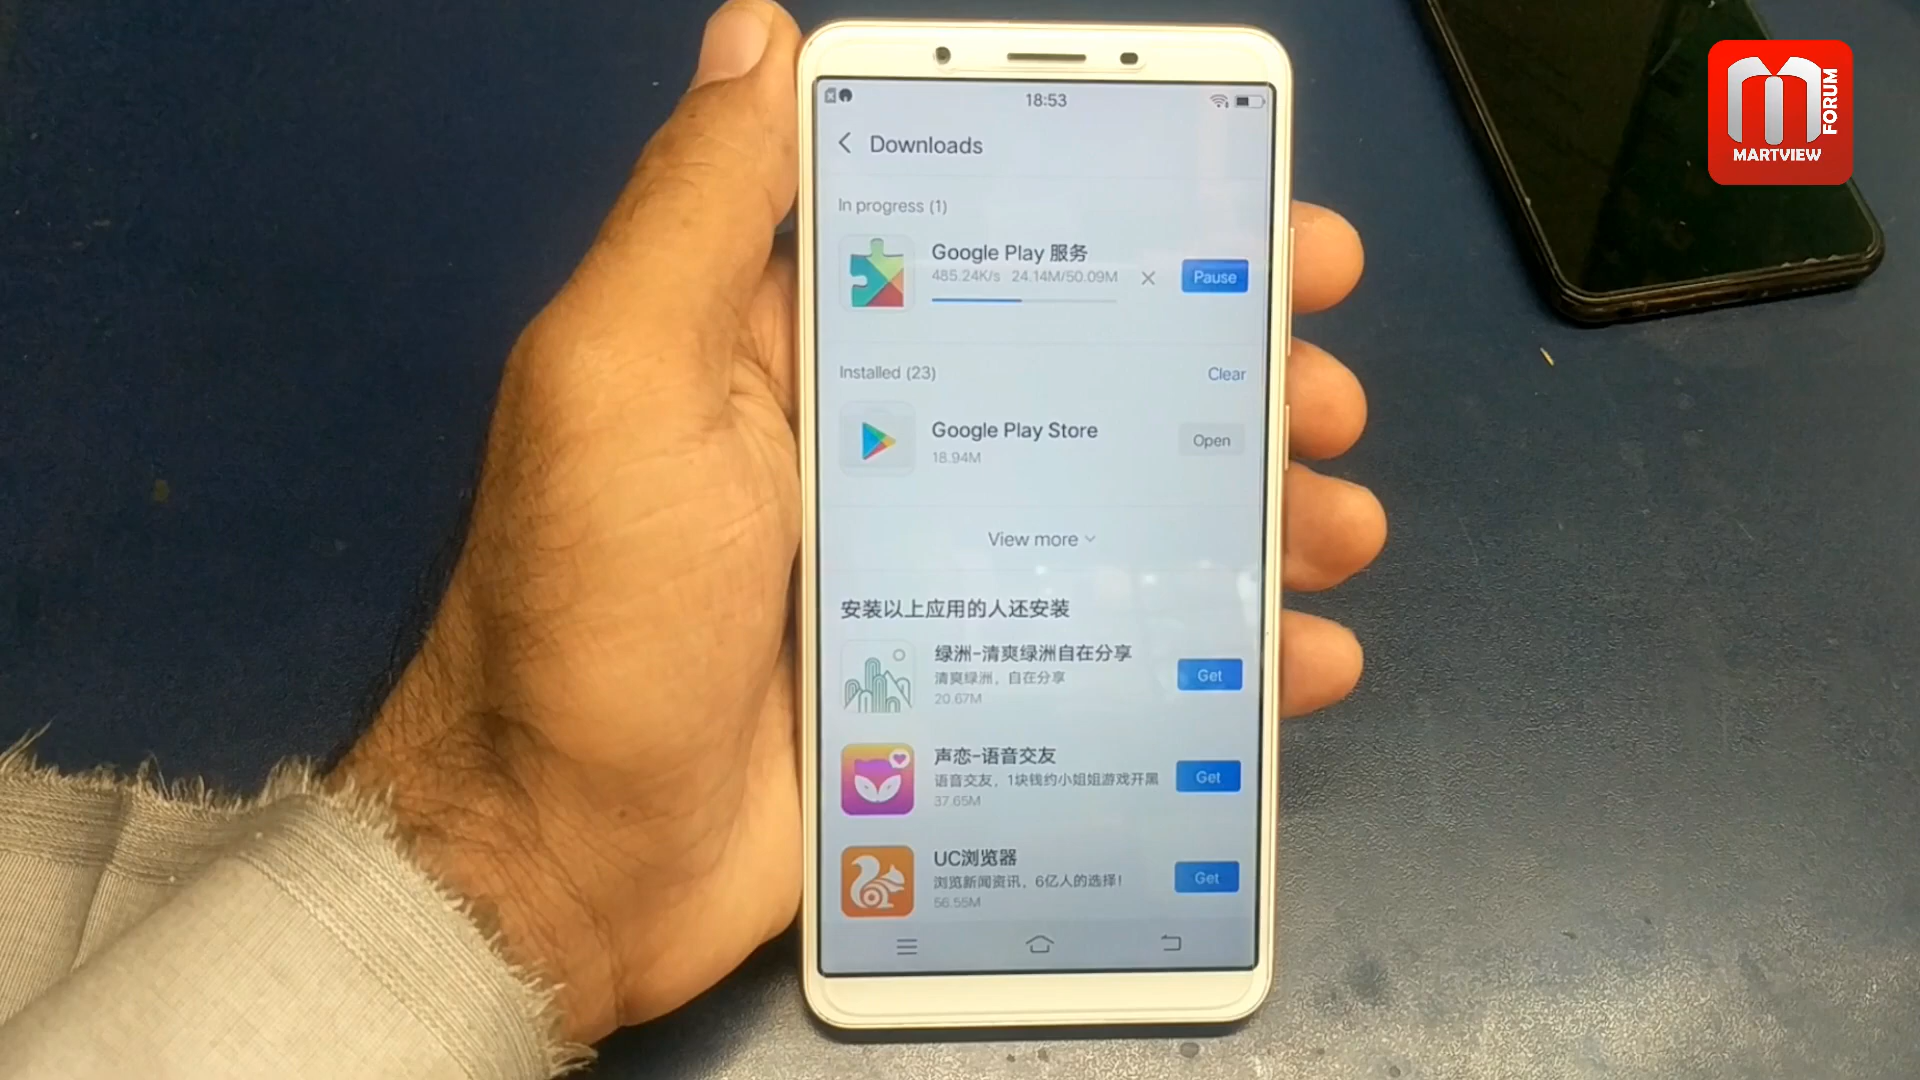 18:53
Downloads
In progress (1)
Google Play 服务
485.24K/s 24.14M/50.09M
Pause
Installed (23)
Clear
Google Play Store
18.94M
Open
View more
安装以上应用的人还安装
绿洲-清爽绿洲自在分享
清爽绿洲，自在分享
20.67M
Get
声恋-语音交友
语音交友，1块钱约小姐姐游戏开黑
37.65M
Get
UC浏览器
浏览新闻资讯，6亿人的选择！
56.55M
Get
M FORUM
MARTVIEW